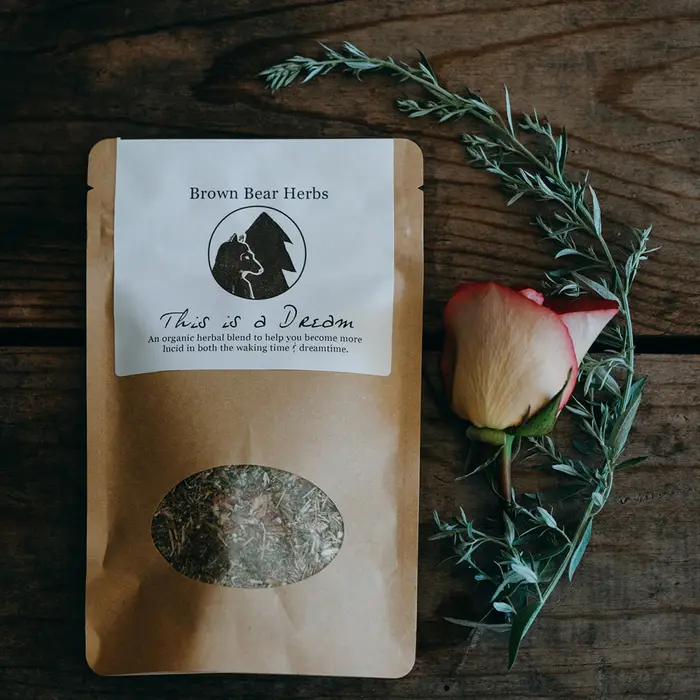 Brown Bear Herbs
This is a Dream
An organic herbal blend to help you become more
lucid in both the waking time & dreamtime.